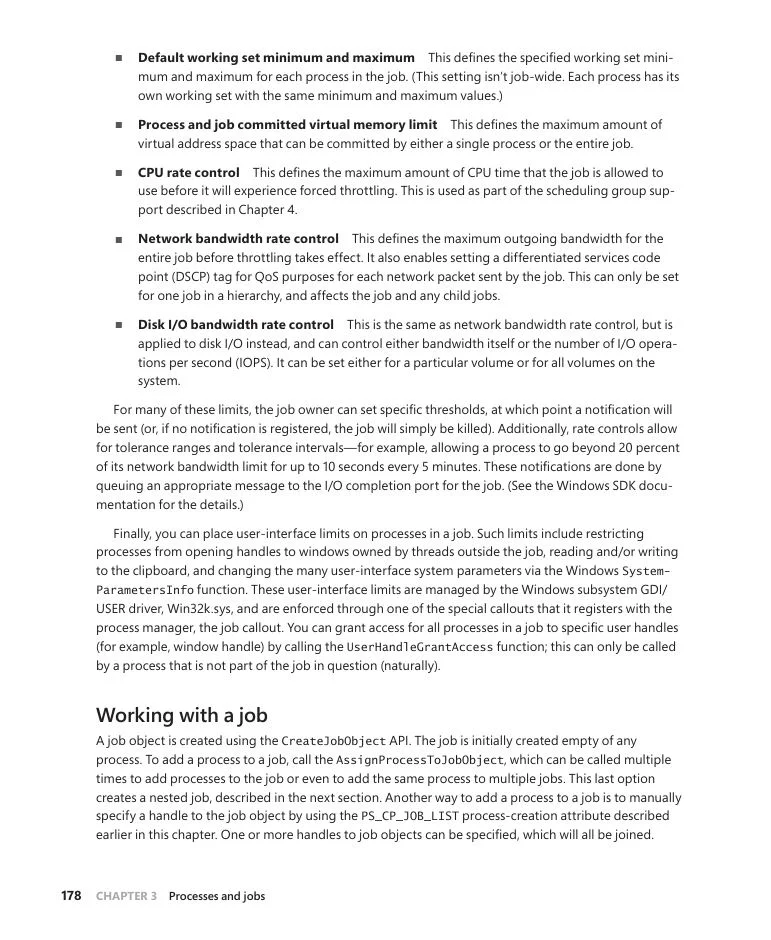 ■ Default working set minimum and maximum This defines the specified working set mini-
mum and maximum for each process in the job. (This setting isn't job-wide. Each process has its
own working set with the same minimum and maximum values.)
■ Process and job committed virtual memory limit This defines the maximum amount of
virtual address space that can be committed by either a single process or the entire job.
■ CPU rate control This defines the maximum amount of CPU time that the job is allowed to
use before it will experience forced throttling. This is used as part of the scheduling group sup-
port described in Chapter 4.
■ Network bandwidth rate control This defines the maximum outgoing bandwidth for the
entire job before throttling takes effect. It also enables setting a differentiated services code
point (DSCP) tag for QoS purposes for each network packet sent by the job. This can only be set
for one job in a hierarchy, and affects the job and any child jobs.
■ Disk I/O bandwidth rate control This is the same as network bandwidth rate control, but is
applied to disk I/O instead, and can control either bandwidth itself or the number of I/O opera-
tions per second (IOPS). It can be set either for a particular volume or for all volumes on the
system.
For many of these limits, the job owner can set specific thresholds, at which point a notification will
be sent (or, if no notification is registered, the job will simply be killed). Additionally, rate controls allow
for tolerance ranges and tolerance intervals—for example, allowing a process to go beyond 20 percent
of its network bandwidth limit for up to 10 seconds every 5 minutes. These notifications are done by
queuing an appropriate message to the I/O completion port for the job. (See the Windows SDK docu-
mentation for the details.)
Finally, you can place user-interface limits on processes in a job. Such limits include restricting
processes from opening handles to windows owned by threads outside the job, reading and/or writing
to the clipboard, and changing the many user-interface system parameters via the Windows System-
ParametersInfo function. These user-interface limits are managed by the Windows subsystem GDI/
USER driver, Win32k.sys, and are enforced through one of the special callouts that it registers with the
process manager, the job callout. You can grant access for all processes in a job to specific user handles
(for example, window handle) by calling the UserHandleGrantAccess function; this can only be called
by a process that is not part of the job in question (naturally).
Working with a job
A job object is created using the CreateJobObject API. The job is initially created empty of any
process. To add a process to a job, call the AssignProcessToJobObject, which can be called multiple
times to add processes to the job or even to add the same process to multiple jobs. This last option
creates a nested job, described in the next section. Another way to add a process to a job is to manually
specify a handle to the job object by using the PS_CP_JOB_LIST process-creation attribute described
earlier in this chapter. One or more handles to job objects can be specified, which will all be joined.
178 CHAPTER 3 Processes and jobs